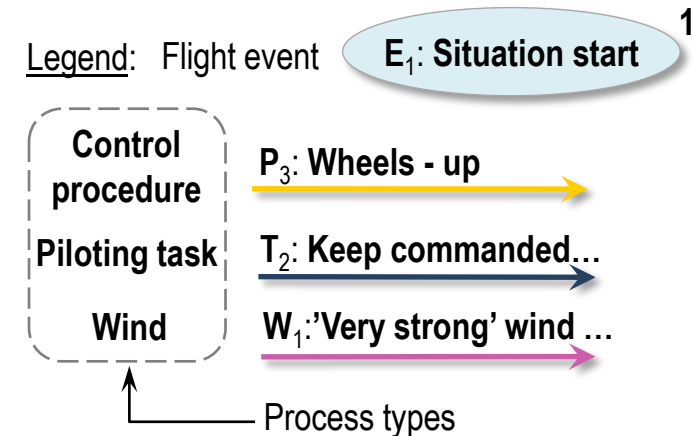 1
Legend: Flight event E₁: Situation start
Control
procedure
P₃: Wheels - up
Piloting task T₂: Keep commanded…
Wind W₁:’Very strong’ wind …
Process types